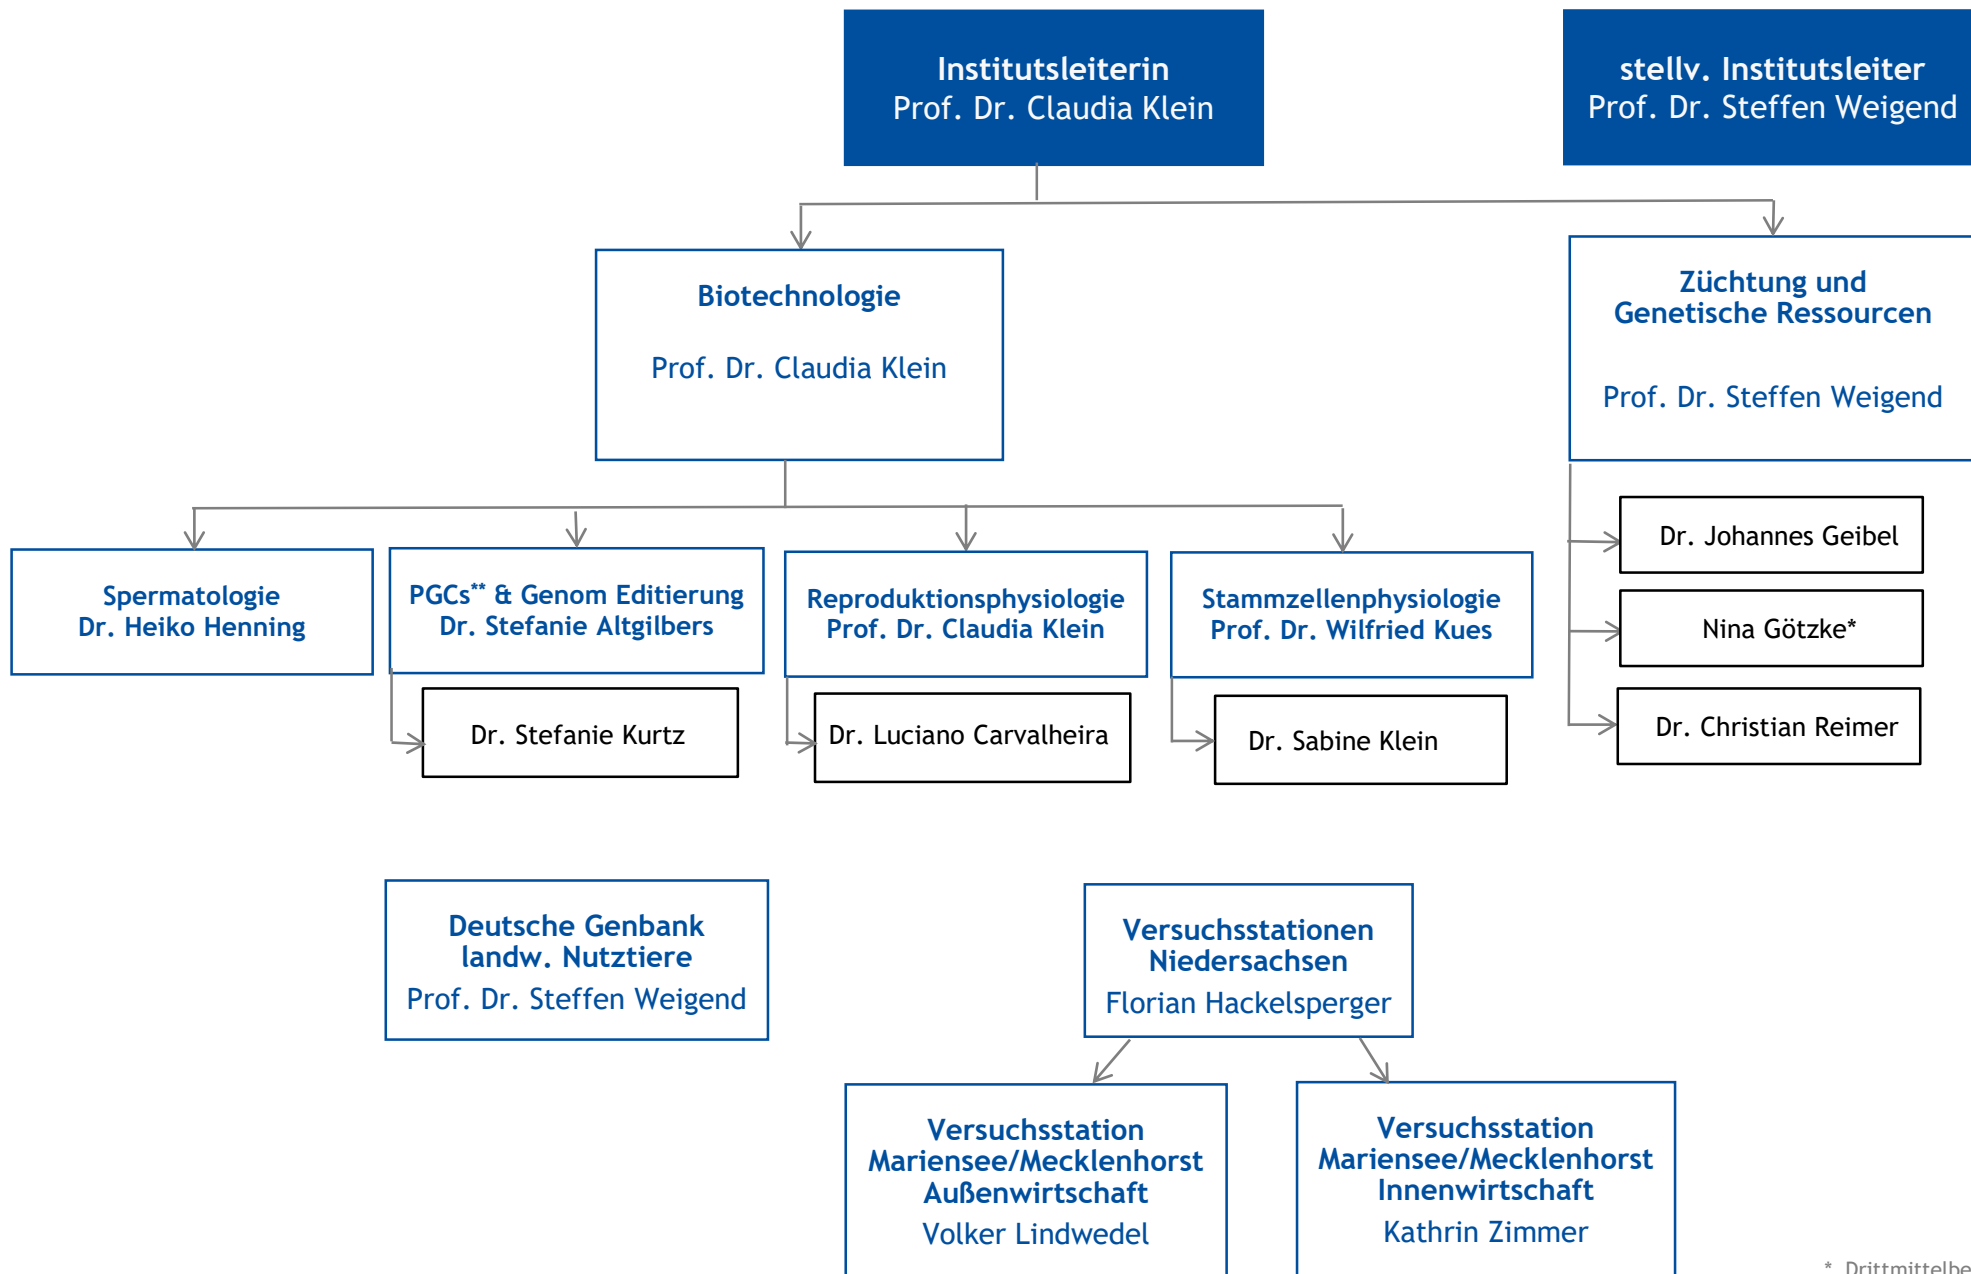 Institutsleiterin
Prof. Dr. Claudia Klein
stellv. Institutsleiter
Prof. Dr. Steffen Weigend
Biotechnologie
Prof. Dr. Claudia Klein
Züchtung und
Genetische Ressourcen
Prof. Dr. Steffen Weigend
Spermatologie
Dr. Heiko Henning
PGCs** & Genom Editierung
Dr. Stefanie Altgilbers
Reproduktionsphysiologie
Prof. Dr. Claudia Klein
Stammzellenphysiologie
Prof. Dr. Wilfried Kues
Dr. Johannes Geibel
Nina Götzke*
Dr. Christian Reimer
Dr. Stefanie Kurtz
Dr. Luciano Carvalheira
Dr. Sabine Klein
Deutsche Genbank
landw. Nutztiere
Prof. Dr. Steffen Weigend
Versuchsstationen
Niedersachsen
Florian Hackelsperger
Versuchsstation
Mariensee/Mecklenhorst
Außenwirtschaft
Volker Lindwedel
Versuchsstation
Mariensee/Mecklenhorst
Innenwirtschaft
Kathrin Zimmer